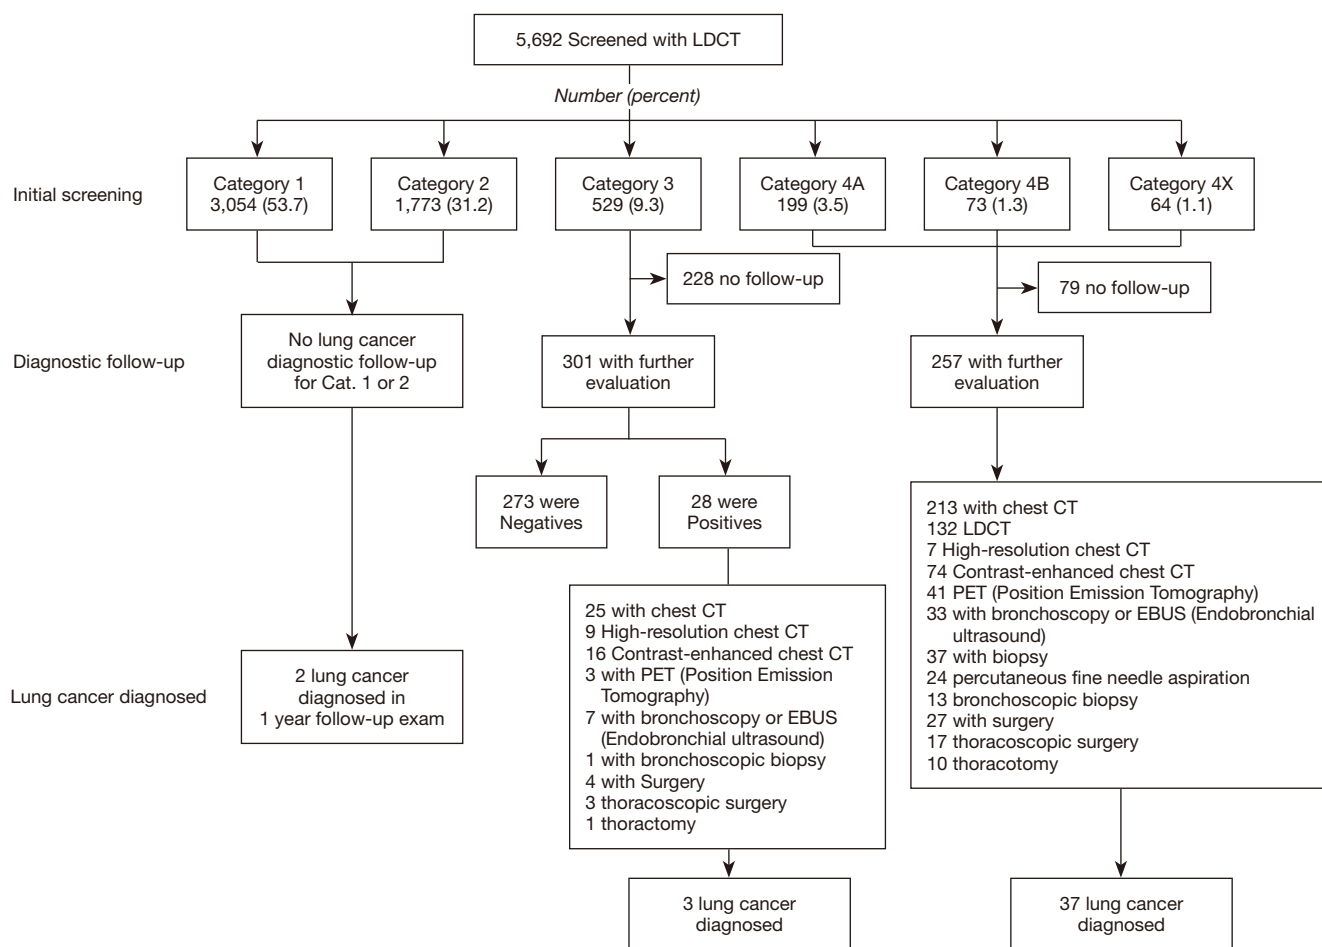 5,692 Screened with LDCT
Number (percent)
Initial screening
Category 1
3,054 (53.7)
Category 2
1,773 (31.2)
Category 3
529 (9.3)
Category 4A
199 (3.5)
Category 4B
73 (1.3)
Category 4X
64 (1.1)
228 no follow-up
79 no follow-up
Diagnostic follow-up
No lung cancer
diagnostic follow-up
for Cat. 1 or 2
301 with further
evaluation
257 with further
evaluation
273 were
Negatives
28 were
Positives
213 with chest CT
132 LDCT
7 High-resolution chest CT
74 Contrast-enhanced chest CT
41 PET (Position Emission Tomography)
33 with bronchoscopy or EBUS (Endobronchial
ultrasound)
37 with biopsy
24 percutaneous fine needle aspiration
13 bronchoscopic biopsy
27 with surgery
17 thoracoscopic surgery
10 thoracotomy
25 with chest CT
9 High-resolution chest CT
16 Contrast-enhanced chest CT
3 with PET (Position Emission
Tomography)
7 with bronchoscopy or EBUS
(Endobronchial ultrasound)
1 with bronchoscopic biopsy
4 with Surgery
3 thoracoscopic surgery
1 thoractomy
Lung cancer diagnosed
2 lung cancer
diagnosed in
1 year follow-up exam
3 lung cancer
diagnosed
37 lung cancer
diagnosed